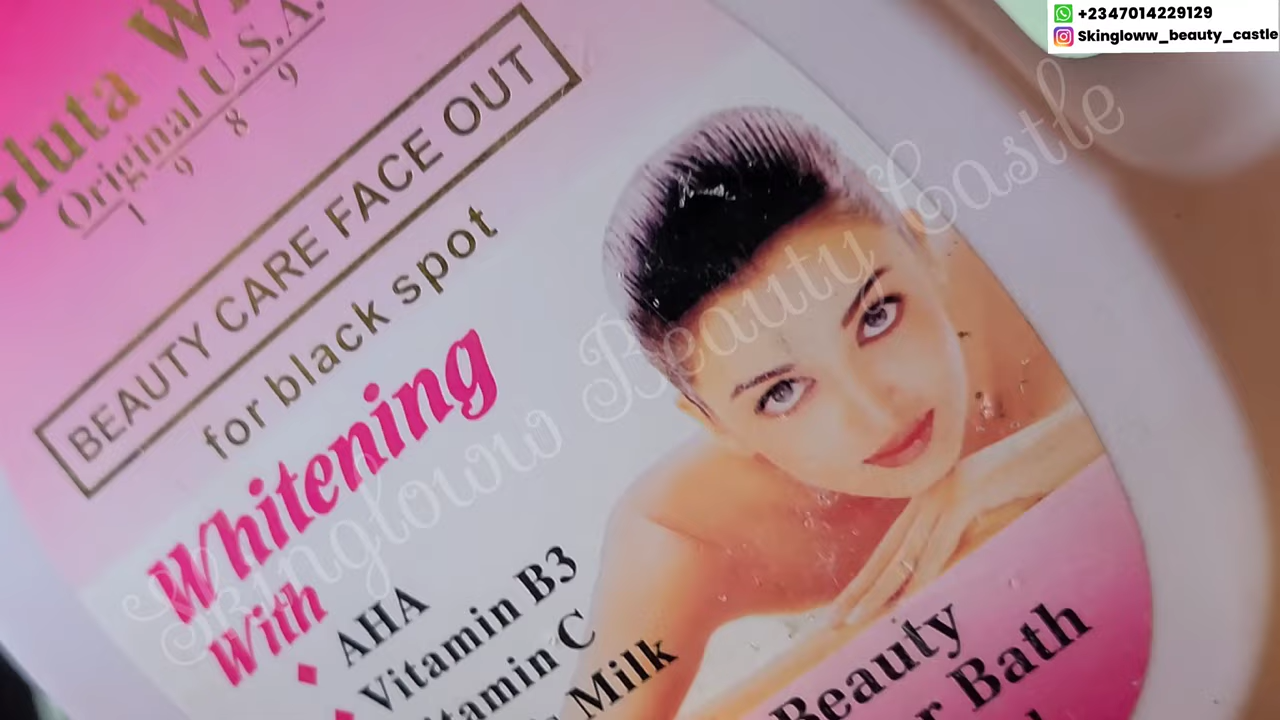 +2347014229129
Skingloww_beauty_castle
Gluta
Original U.S.A.
1 9 8 9
BEAUTY CARE FACE OUT
for black spot
Whitening
With
AHA
Vitamin B3
Milk
Beauty
Bath
Skingloww Beauty Castle